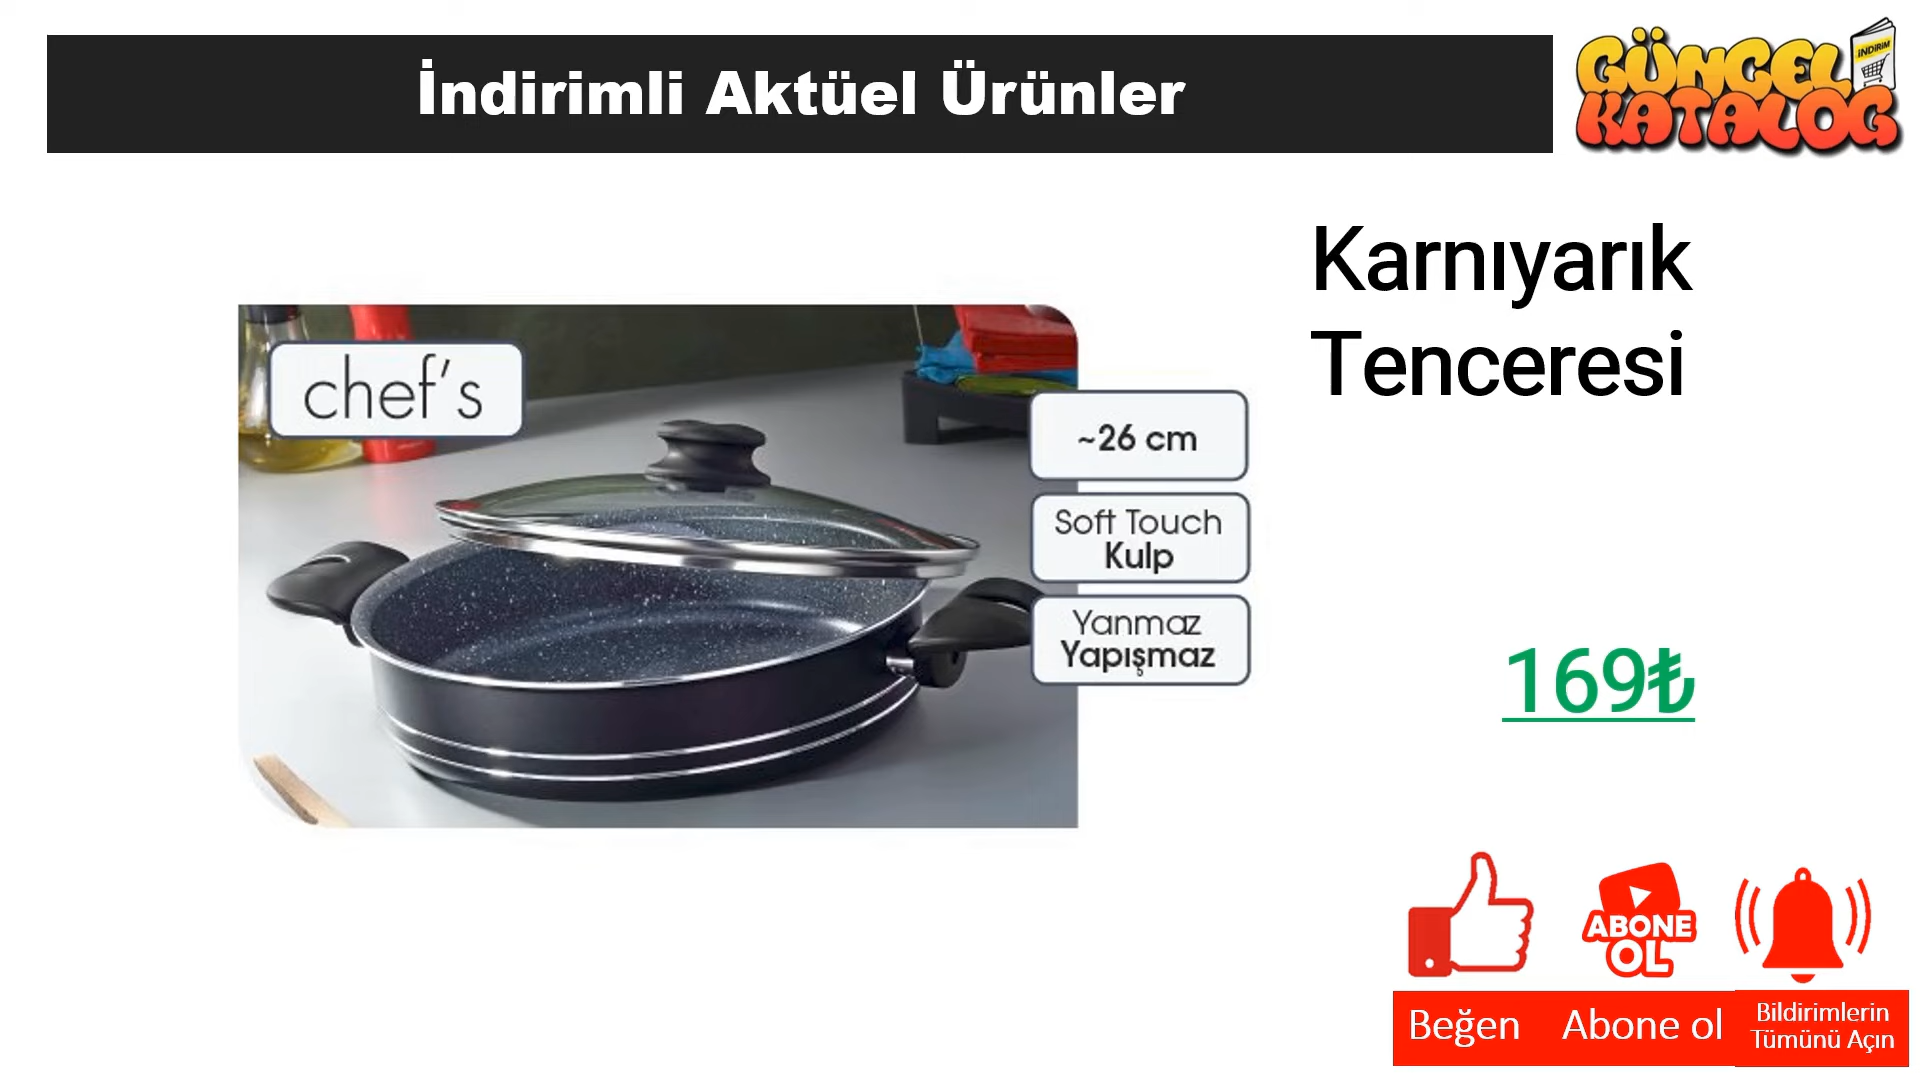 İndirimli Aktüel Ürünler
GÜNCEL
KATALOG
İNDİRİM
Karnıyarık
Tenceresi
chef's
~26 cm
Soft Touch
Kulp
Yanmaz
Yapışmaz
169₺
ABONE
OL
Beğen
Abone ol
Bildirimlerin
Tümünü Açın